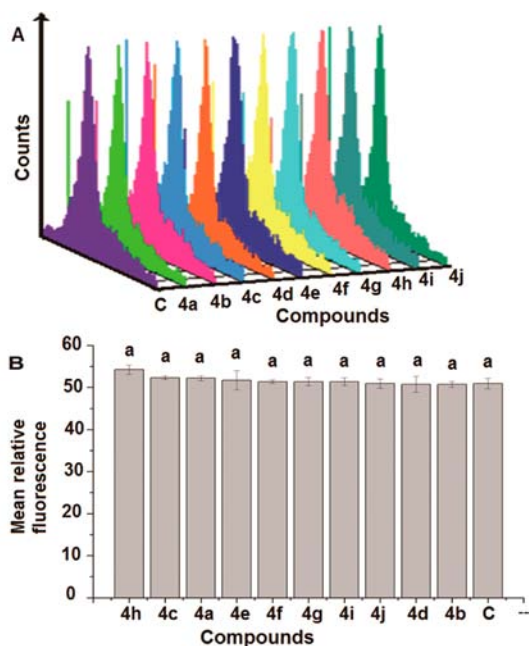 A
Counts
C 4a 4b 4c 4d 4e 4f 4g 4h 4i 4j
Compounds
B
60
50
40
30
20
10
0
Mean relative
fluorescence
a a a a a a a a a a a
4h 4c 4a 4e 4f 4g 4i 4j 4d 4b C --
Compounds